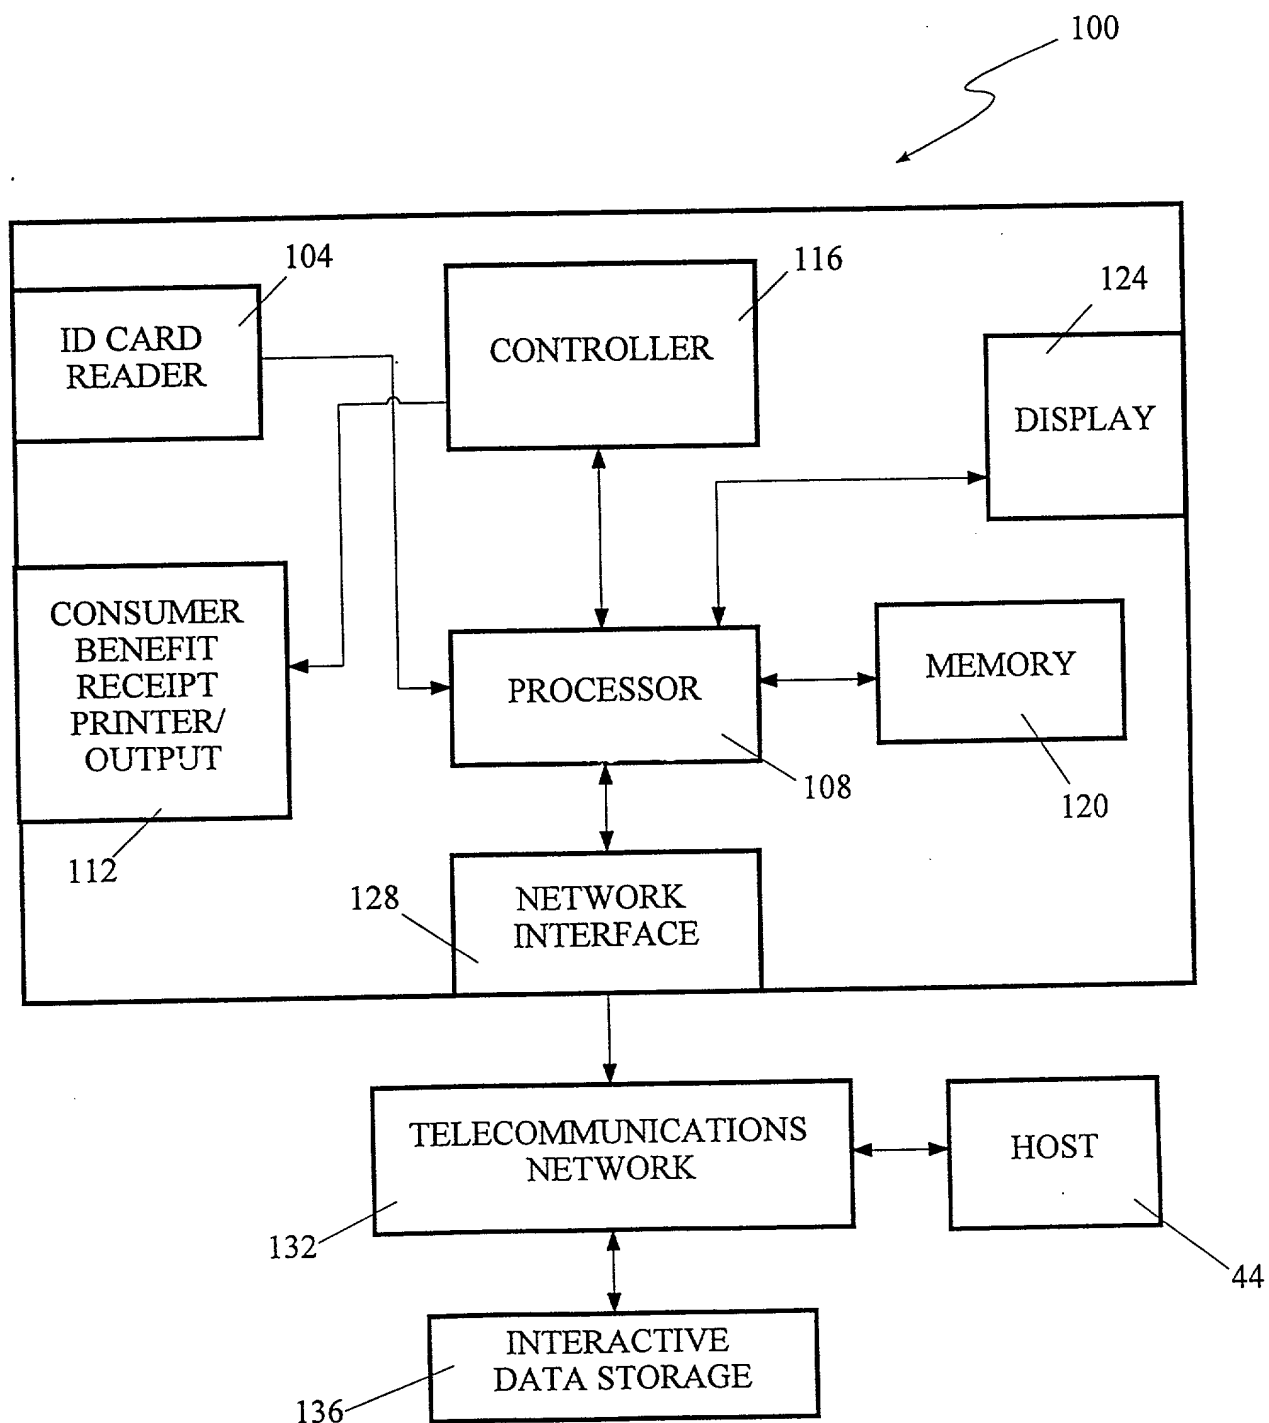 100
104
ID CARD
READER
116
CONTROLLER
124
DISPLAY
CONSUMER
BENEFIT
RECEIPT
PRINTER/
OUTPUT
112
PROCESSOR
108
MEMORY
120
128
NETWORK
INTERFACE
TELECOMMUNICATIONS
NETWORK
132
HOST
44
INTERACTIVE
DATA STORAGE
136